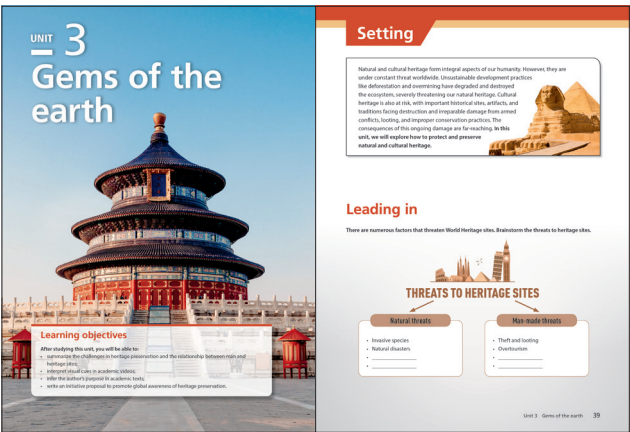 UNIT
3
Gems of the
earth
Learning objectives
After studying this unit, you will be able to:
• summarize the challenges in heritage preservation and the relationship between man and
heritage sites;
• interpret visual cues in academic videos;
• infer the author's purpose in academic texts;
• write an initiative proposal to promote global awareness of heritage preservation.
Setting
Natural and cultural heritage form integral aspects of our humanity. However, they are
under constant threat worldwide. Unsustainable development practices
like deforestation and overmining have degraded and destroyed
the ecosystem, severely threatening our natural heritage. Cultural
heritage is also at risk, with important historical sites, artifacts, and
traditions facing destruction and irreparable damage from armed
conflicts, looting, and improper conservation practices. The
consequences of this ongoing damage are far-reaching. In this
unit, we will explore how to protect and preserve
natural and cultural heritage.
Leading in
There are numerous factors that threaten World Heritage sites. Brainstorm the threats to heritage sites.
THREATS TO HERITAGE SITES
Natural threats
• Invasive species
• Natural disasters
• ____________
• ____________
Man-made threats
• Theft and looting
• Overtourism
• ____________
• ____________
Unit 3 Gems of the earth 39